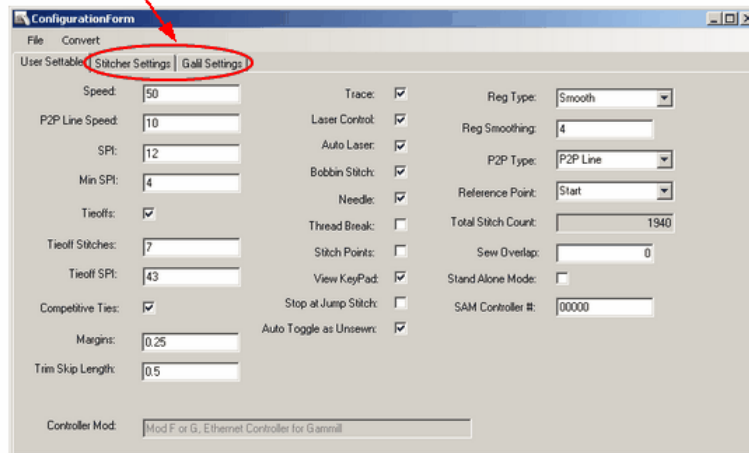 ConfigurationForm
File Convert
User Settable Stitcher Settings Galil Settings
Speed: 50
P2P Line Speed: 10
SPI: 12
Min SPI: 4
Tieoffs:
Tieoff Stitches: 7
Tieoff SPI: 43
Competitive Ties:
Margins: 0.25
Trim Skip Length: 0.5
Trace:
Laser Control:
Auto Laser:
Bobbin Stitch:
Needle:
Thread Break:
Stitch Points:
View KeyPad:
Stop at Jump Stitch:
Auto Toggle as Unsewn:
Reg Type: Smooth
Reg Smoothing: 4
P2P Type: P2P Line
Reference Point: Start
Total Stitch Count: 1940
Sew Overlap: 0
Stand Alone Mode:
SAM Controller #: 00000
Controller Mod: Mod F or G, Ethernet Controller for Gammill